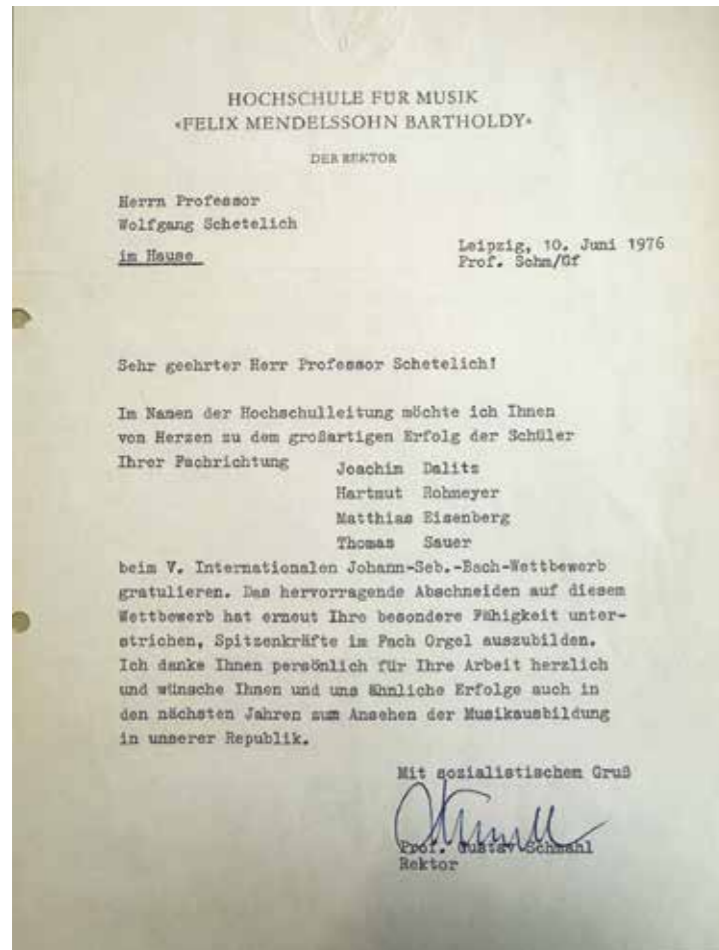 HOCHSCHULE FÜR MUSIK
«FELIX MENDELSSOHN BARTHOLDY»
DER REKTOR
Herrn Professor
Wolfgang Schetelich
im Hause
Leipzig, 10. Juni 1976
Prof. Schm/Gf
Sehr geehrter Herr Professor Schetelich!
Im Namen der Hochschulleitung möchte ich Ihnen
von Herzen zu dem großartigen Erfolg der Schüler
Ihrer Fachrichtung
Joachim Dalitz
Hartmut Rohmeyer
Matthias Eisenberg
Thomas Sauer
beim V. Internationalen Johann-Seb.-Bach-Wettbewerb
gratulieren. Das hervorragende Abschneiden auf diesem
Wettbewerb hat erneut Ihre besondere Fähigkeit unter-
strichen, Spitzenkräfte im Fach Orgel auszubilden.
Ich danke Ihnen persönlich für Ihre Arbeit herzlich
und wünsche Ihnen und uns ähnliche Erfolge auch in
den nächsten Jahren zum Ansehen der Musikausbildung
in unserer Republik.
Mit sozialistischem Gruß
Prof. Gustav Schmahl
Rektor